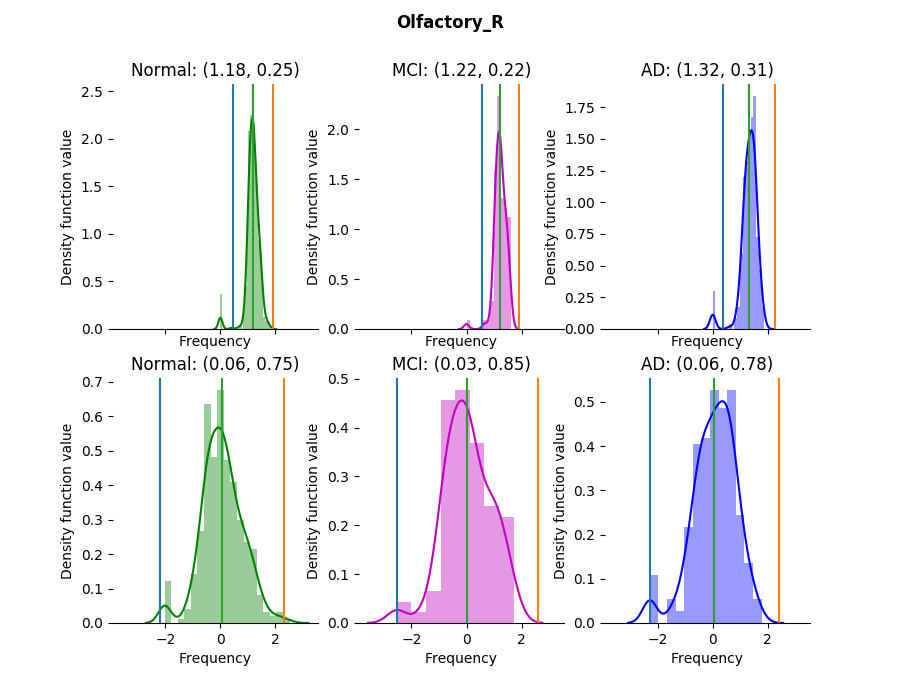 Olfactory_R
Normal: (1.18, 0.25)
MCI: (1.22, 0.22)
AD: (1.32, 0.31)
Density function value
2.5
2.0
1.5
1.0
0.5
0.0
Frequency
Density function value
2.0
1.5
1.0
0.5
0.0
Frequency
Density function value
1.75
1.50
1.25
1.00
0.75
0.50
0.25
0.00
Frequency
Normal: (0.06, 0.75)
MCI: (0.03, 0.85)
AD: (0.06, 0.78)
Density function value
0.7
0.6
0.5
0.4
0.3
0.2
0.1
0.0
−2 0 2
Frequency
Density function value
0.5
0.4
0.3
0.2
0.1
0.0
−2 0 2
Frequency
Density function value
0.5
0.4
0.3
0.2
0.1
0.0
−2 0 2
Frequency